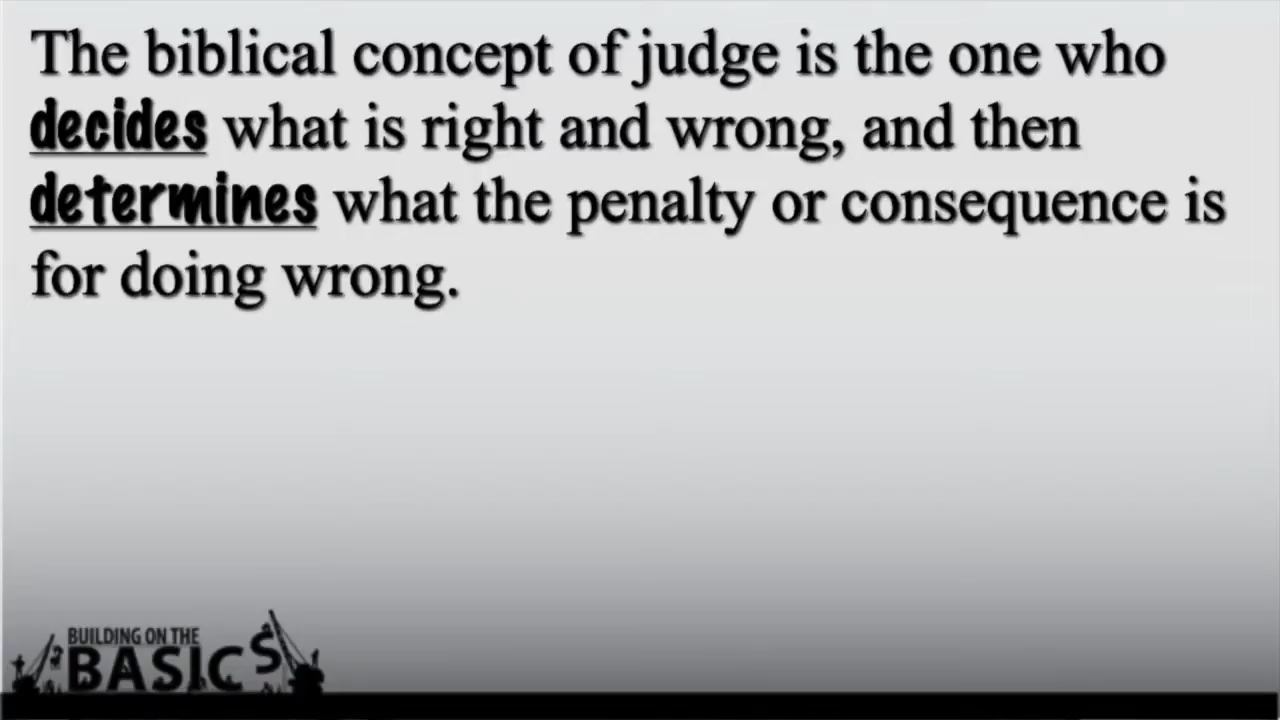 The biblical concept of judge is the one who
decides what is right and wrong, and then
determines what the penalty or consequence is
for doing wrong.
BUILDING ON THE
BASICS